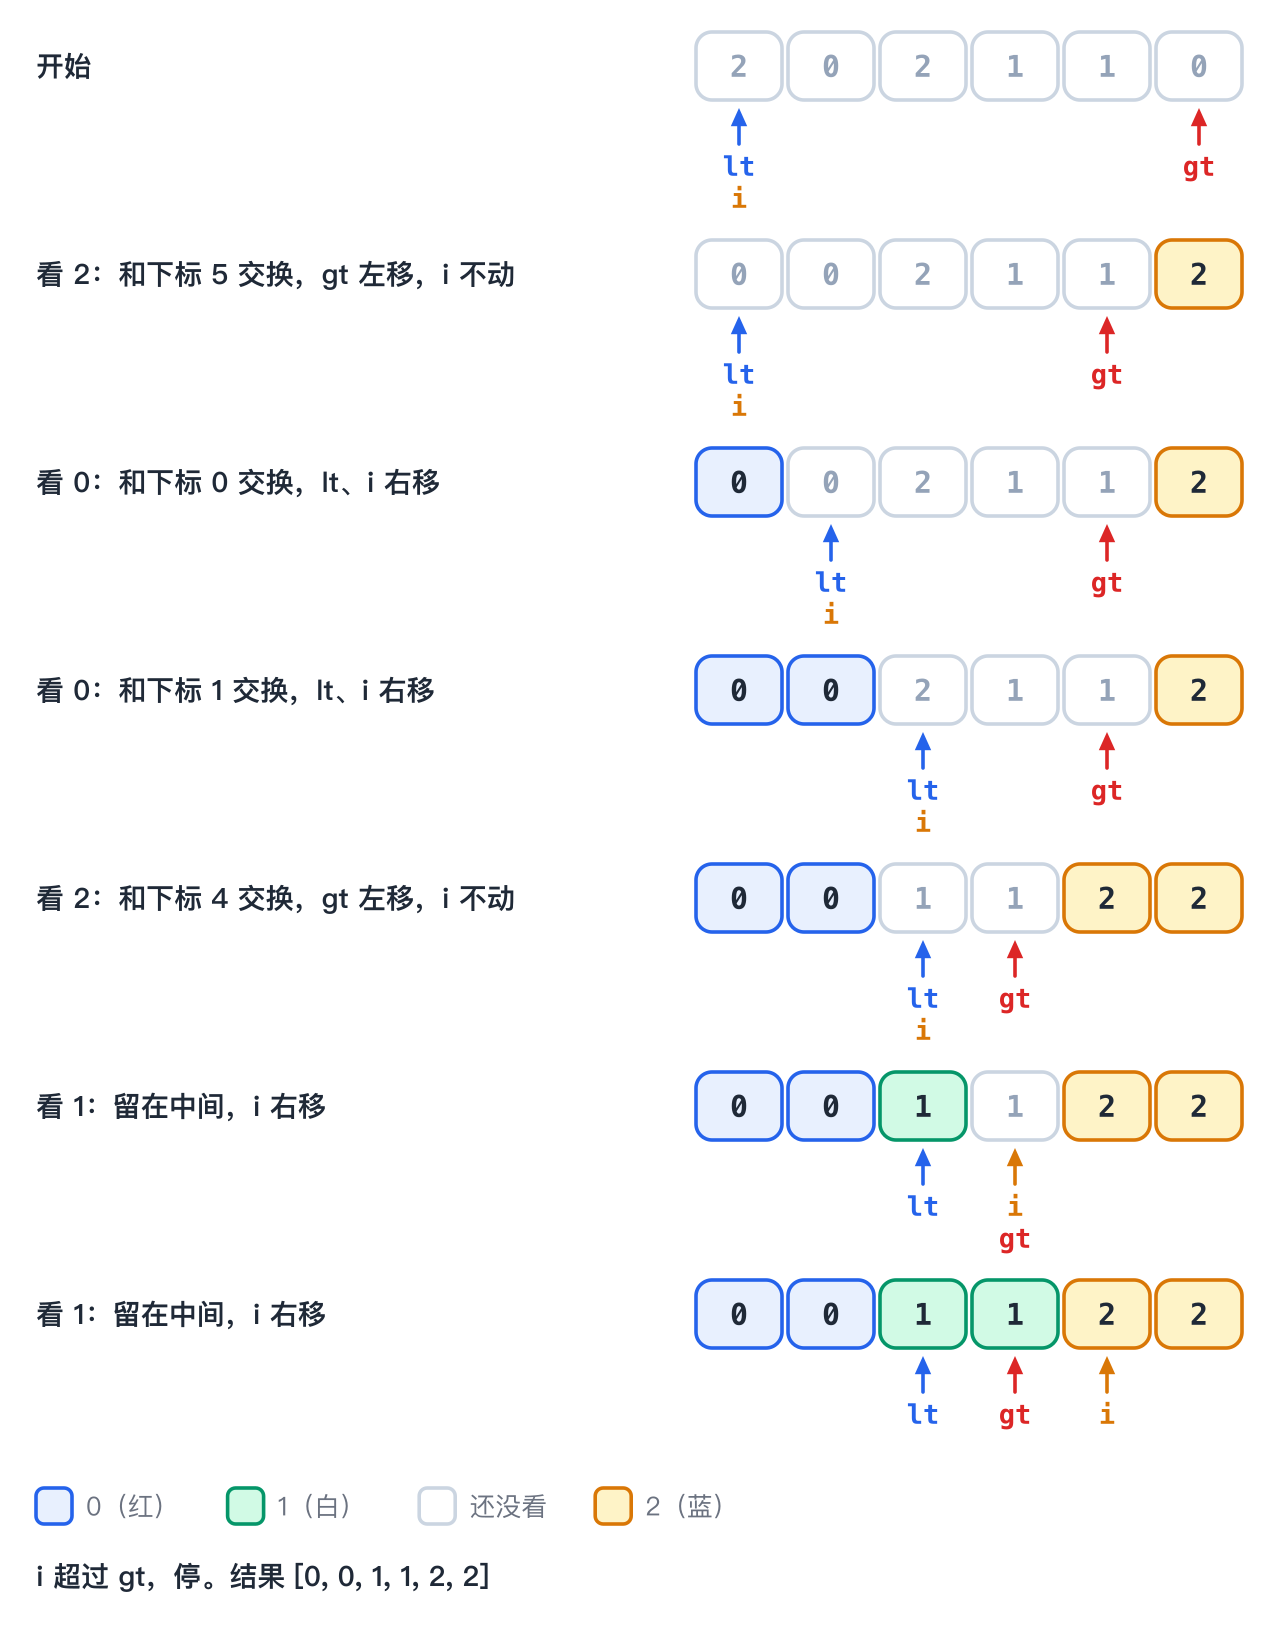 开始
2 0 2 1 1 0
lt gt
i
看 2：和下标 5 交换，gt 左移，i 不动
0 0 2 1 1 2
lt gt
i
看 0：和下标 0 交换，lt、i 右移
0 0 2 1 1 2
lt gt
i
看 0：和下标 1 交换，lt、i 右移
0 0 2 1 1 2
lt gt
i
看 2：和下标 4 交换，gt 左移，i 不动
0 0 1 1 2 2
lt gt
i
看 1：留在中间，i 右移
0 0 1 1 2 2
lt i
gt
看 1：留在中间，i 右移
0 0 1 1 2 2
lt gt i
0（红） 1（白） 还没看 2（蓝）
i 超过 gt，停。结果 [0, 0, 1, 1, 2, 2]